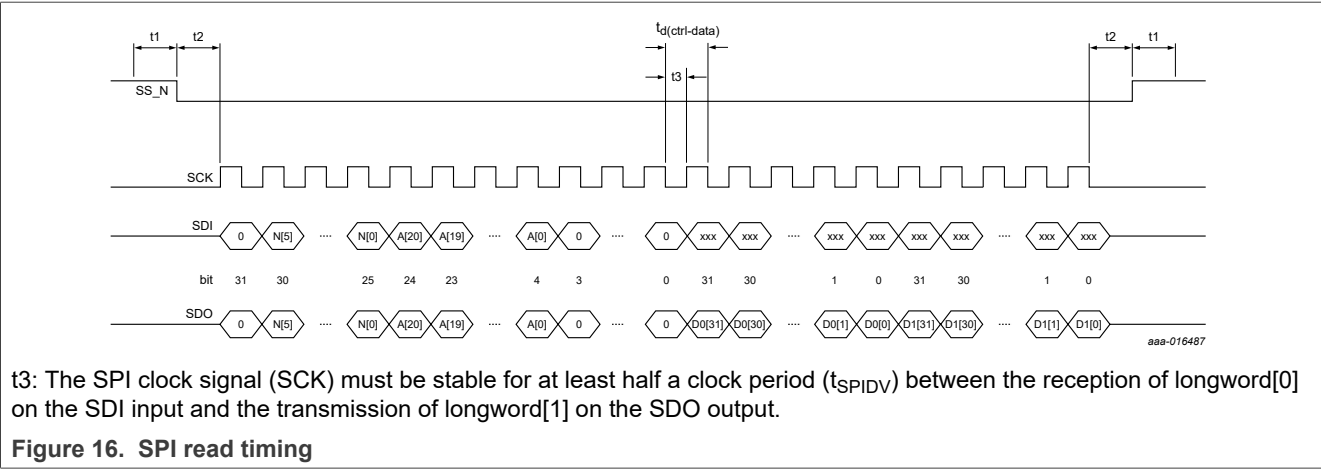 t1 t2 td(ctrl-data) t2 t1
t3
SS_N
SCK
SDI 0 N[5] .... N[0] A[20] A[19] .... A[0] 0 .... 0 xxx xxx .... xxx xxx xxx xxx .... xxx xxx
bit 31 30 25 24 23 4 3 0 31 30 1 0 31 30 1 0
SDO 0 N[5] .... N[0] A[20] A[19] .... A[0] 0 .... 0 D0[31] D0[30] .... D0[1] D0[0] D1[31] D1[30] .... D1[1] D1[0]
aaa-016487
t3: The SPI clock signal (SCK) must be stable for at least half a clock period (tSPIDV) between the reception of longword[0]
on the SDI input and the transmission of longword[1] on the SDO output.
Figure 16. SPI read timing